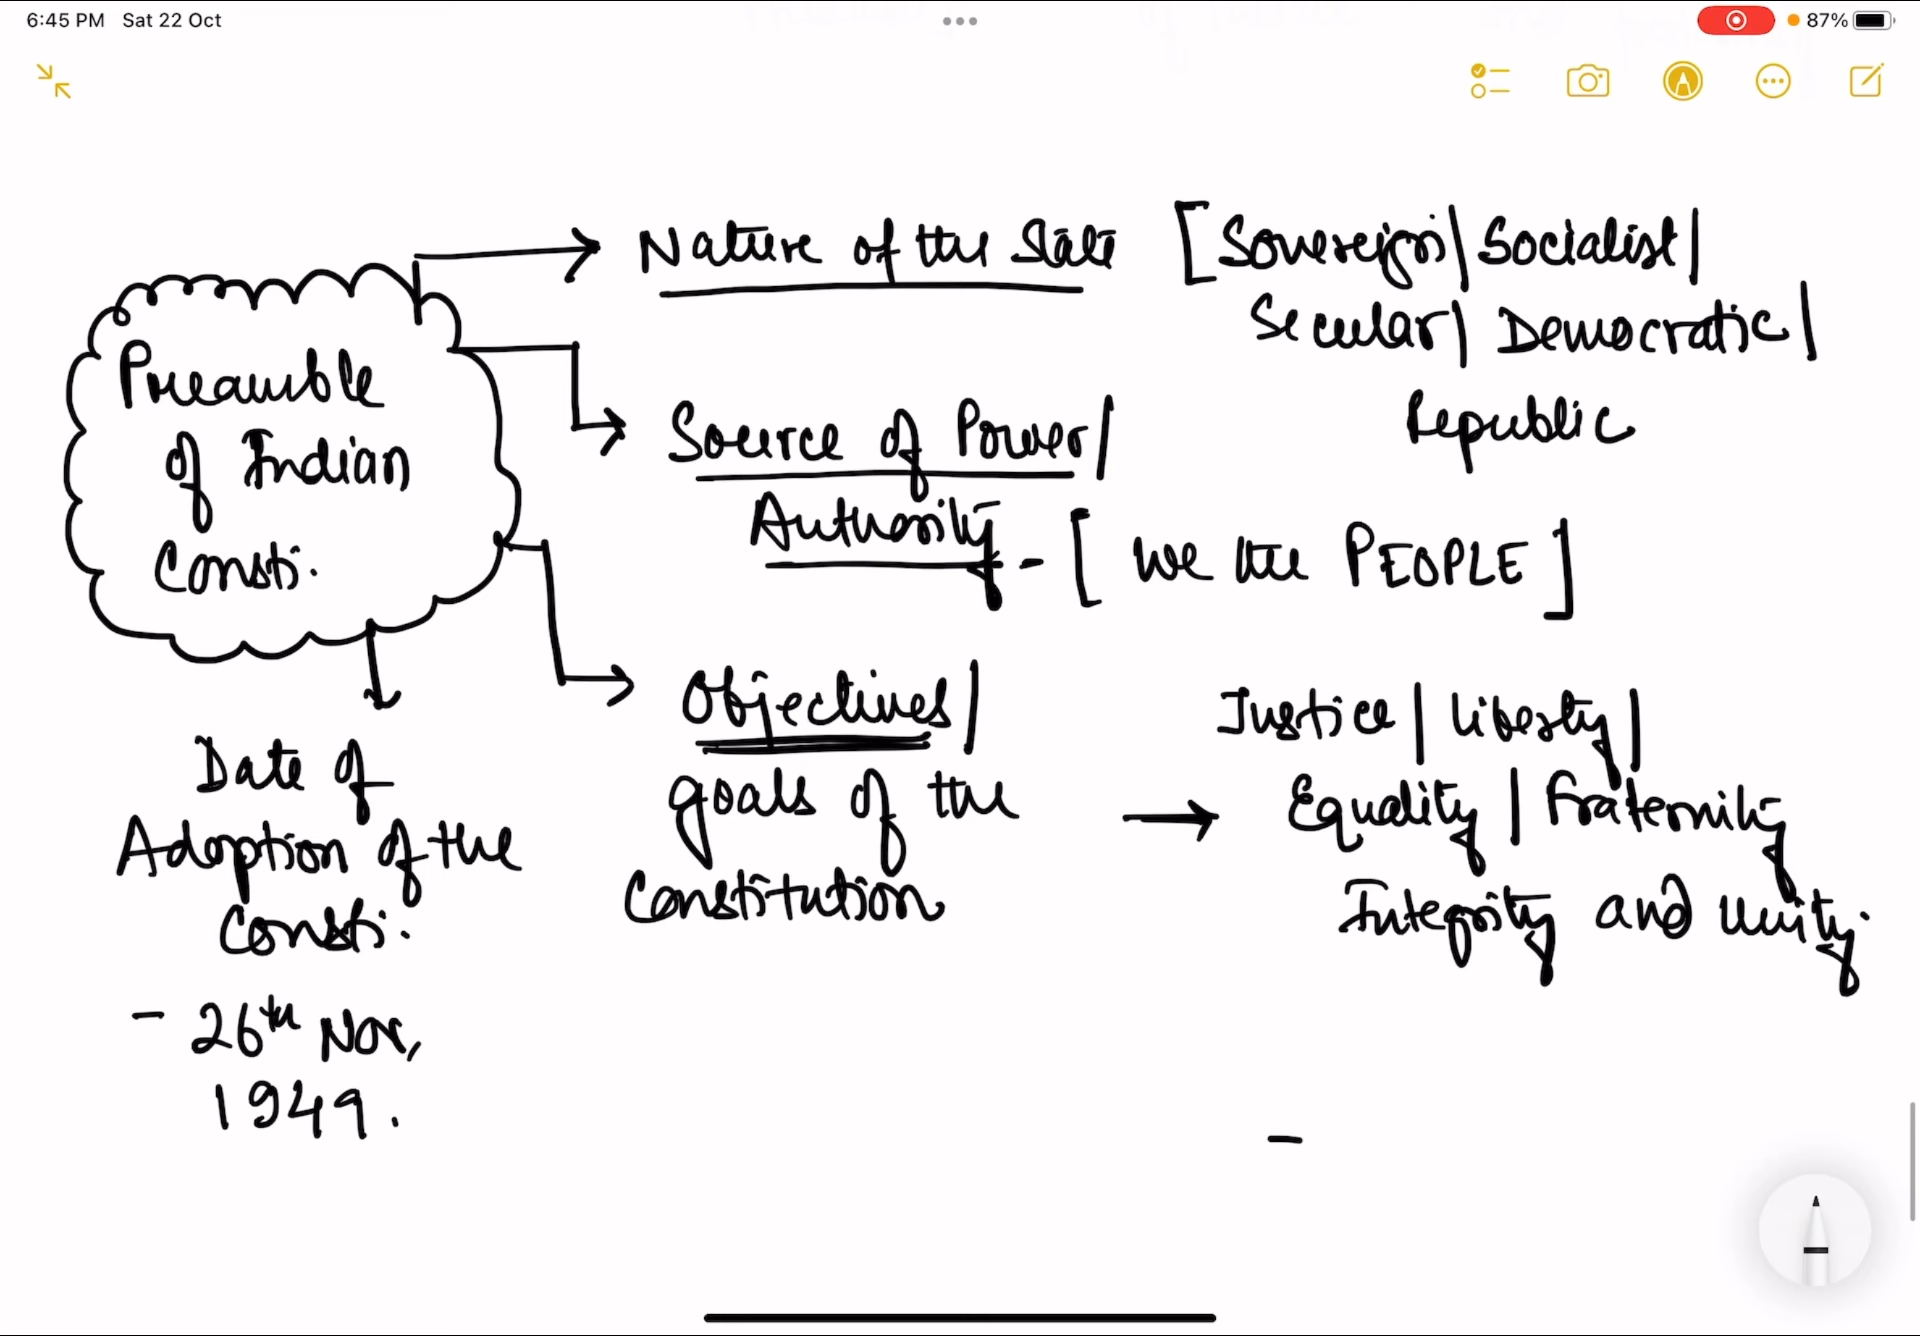 6:45 PM Sat 22 Oct
87%
Nature of the State [Sovereign| Socialist|
Secular| Democratic|
Republic
Preamble
of Indian
Consti.
Source of Power/
Authority - [ We the PEOPLE ]
Objectives/
goals of the
Constitution
→ Justice | Liberty|
Equality | Fraternity
Integrity and Unity.
Date of
Adoption of the
Consti.
- 26th Nov,
1949.
-